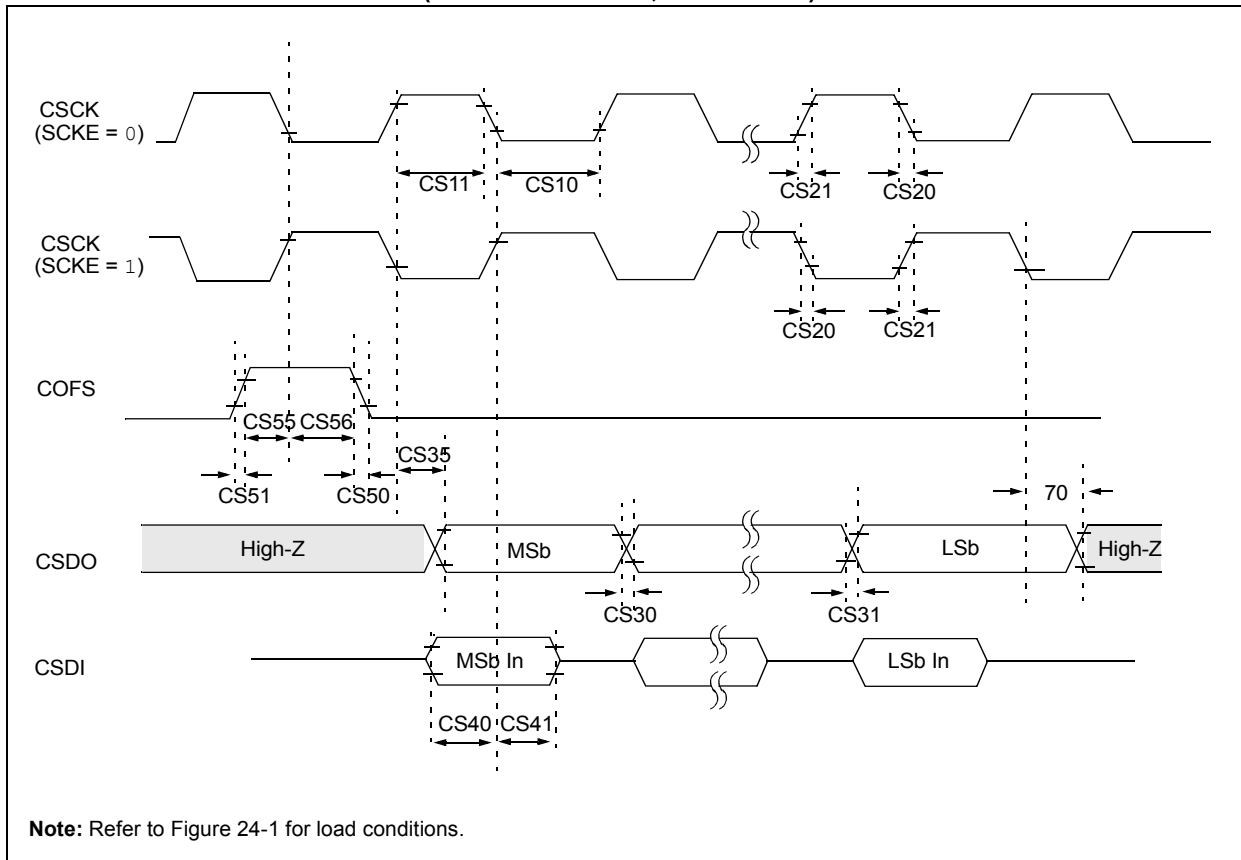 CSCK
(SCKE = 0)
CS11
CS10
CS21
CS20
CSCK
(SCKE = 1)
CS20
CS21
COFS
CS55
CS56
CS35
CS51
CS50
70
CSDO
High-Z
MSb
LSb
High-Z
CS30
CS31
CSDI
MSb In
LSb In
CS40
CS41
Note: Refer to Figure 24-1 for load conditions.